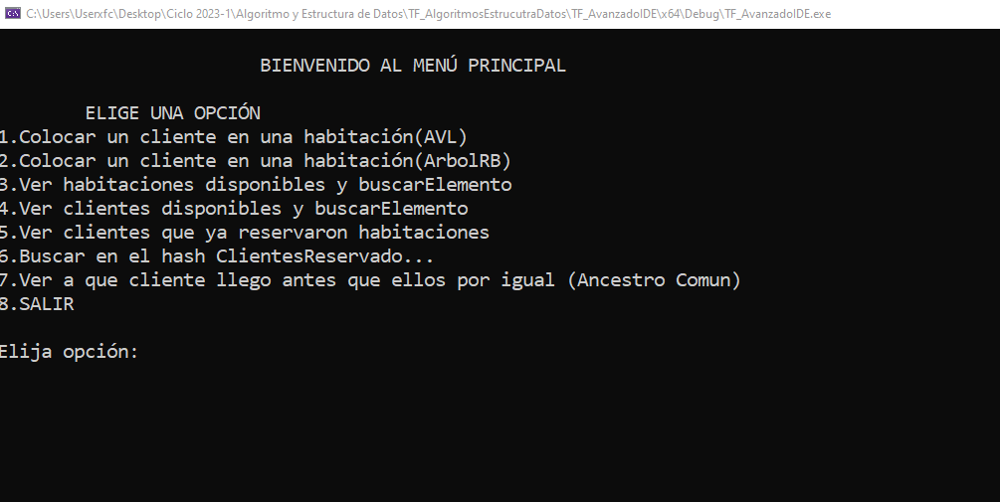 C:\Users\Userxfc\Desktop\Ciclo 2023-1\Algoritmo y Estructura de Datos\TF_AlgoritmosEstrucutraDatos\TF_AvanzadoIDE\x64\Debug\TF_AvanzadoIDE.exe
BIENVENIDO AL MENÚ PRINCIPAL
ELIGE UNA OPCIÓN
1.Colocar un cliente en una habitación(AVL)
2.Colocar un cliente en una habitación(ArbolRB)
3.Ver habitaciones disponibles y buscarElemento
4.Ver clientes disponibles y buscarElemento
5.Ver clientes que ya reservaron habitaciones
6.Buscar en el hash ClientesReservado...
7.Ver a que cliente llego antes que ellos por igual (Ancestro Comun)
8.SALIR
Elija opción: